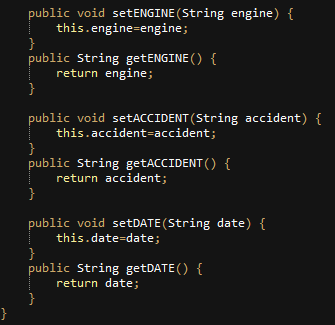 public void setENGINE(String engine) {
this.engine=engine;
}
public String getENGINE() {
return engine;
}
public void setACCIDENT(String accident) {
this.accident=accident;
}
public String getACCIDENT() {
return accident;
}
public void setDATE(String date) {
this.date=date;
}
public String getDATE() {
return date;
}
}